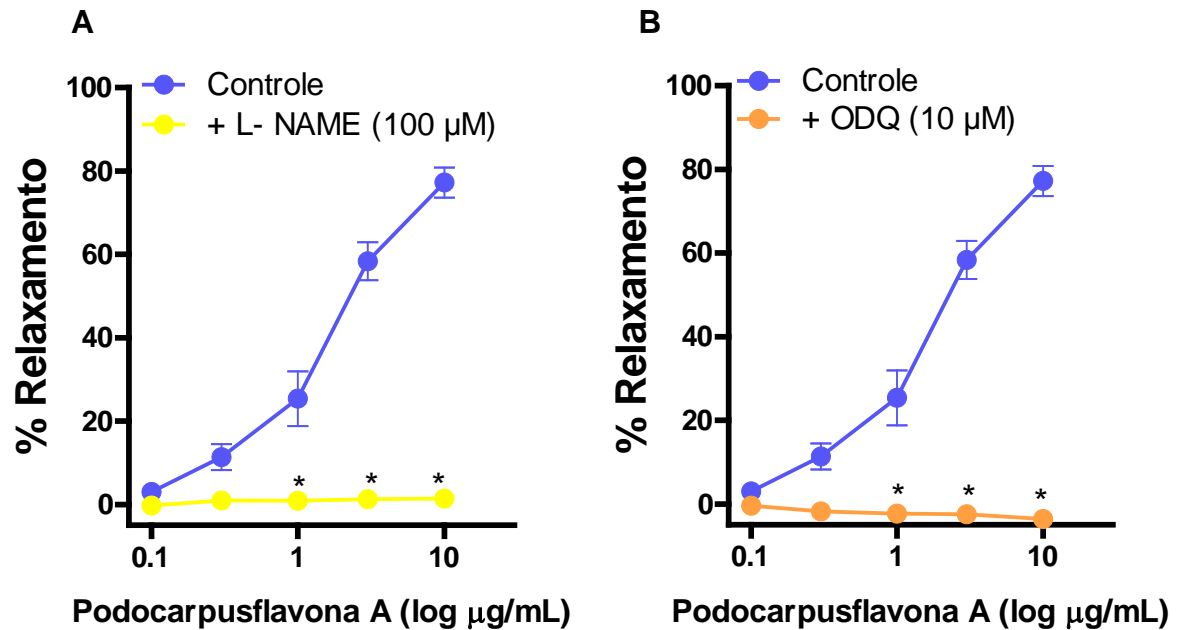 A
Controle
+ L- NAME (100 µM)
% Relaxamento
100
80
60
40
20
0
* * *
0.1 1 10
Podocarpusflavona A (log µg/mL)
B
Controle
+ ODQ (10 µM)
% Relaxamento
100
80
60
40
20
0
* * *
0.1 1 10
Podocarpusflavona A (log µg/mL)